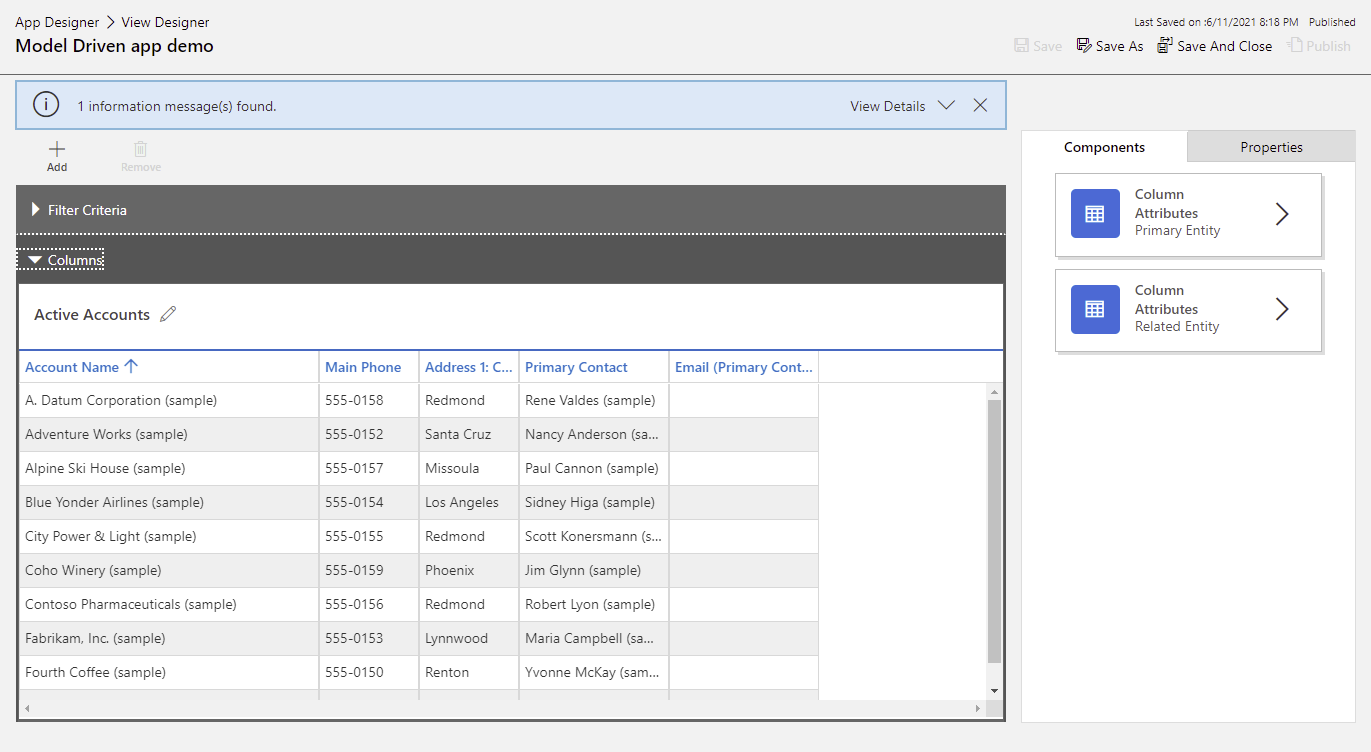 App Designer > View Designer
Last Saved on :6/11/2021 8:18 PM Published
Model Driven app demo
Save Save As Save And Close Publish
1 information message(s) found. View Details
Add Remove
Components Properties
Column Attributes
Primary Entity
Column Attributes
Related Entity
Filter Criteria
Columns
Active Accounts
Account Name Main Phone Address 1: C... Primary Contact Email (Primary Cont...
A. Datum Corporation (sample) 555-0158 Redmond Rene Valdes (sample)
Adventure Works (sample) 555-0152 Santa Cruz Nancy Anderson (sa...
Alpine Ski House (sample) 555-0157 Missoula Paul Cannon (sample)
Blue Yonder Airlines (sample) 555-0154 Los Angeles Sidney Higa (sample)
City Power & Light (sample) 555-0155 Redmond Scott Konersmann (s...
Coho Winery (sample) 555-0159 Phoenix Jim Glynn (sample)
Contoso Pharmaceuticals (sample) 555-0156 Redmond Robert Lyon (sample)
Fabrikam, Inc. (sample) 555-0153 Lynnwood Maria Campbell (sa...
Fourth Coffee (sample) 555-0150 Renton Yvonne McKay (sam...